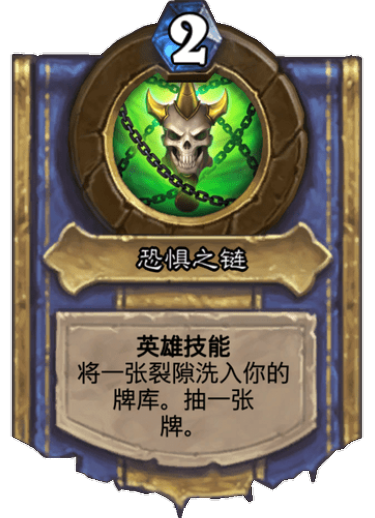 2
恐惧之链
英雄技能
将一张裂隙洗入你的
牌库。抽一张
牌。